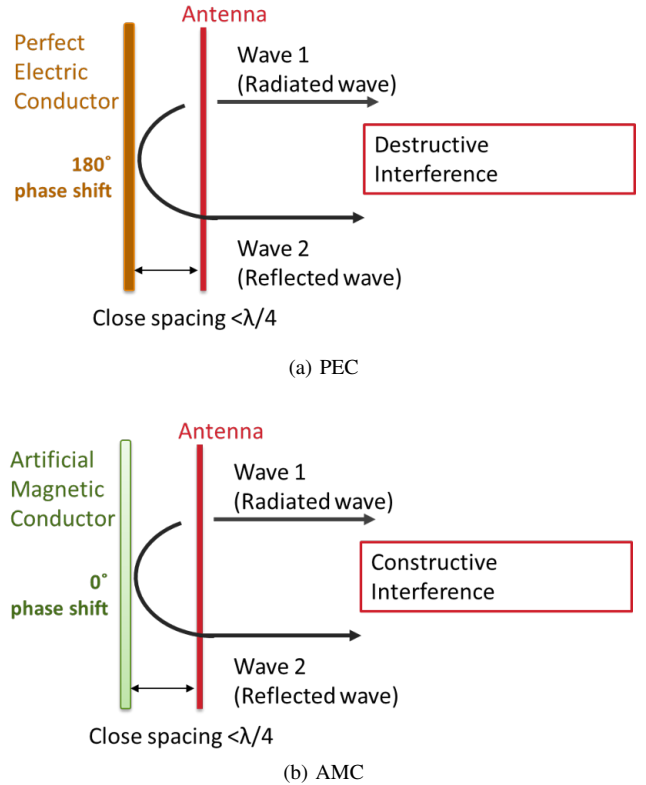 Antenna
Perfect
Electric
Conductor
Wave 1
(Radiated wave)
180˚
phase shift
Destructive
Interference
Wave 2
(Reflected wave)
Close spacing <λ/4
(a) PEC
Antenna
Artificial
Magnetic
Conductor
Wave 1
(Radiated wave)
0˚
phase shift
Constructive
Interference
Wave 2
(Reflected wave)
Close spacing <λ/4
(b) AMC